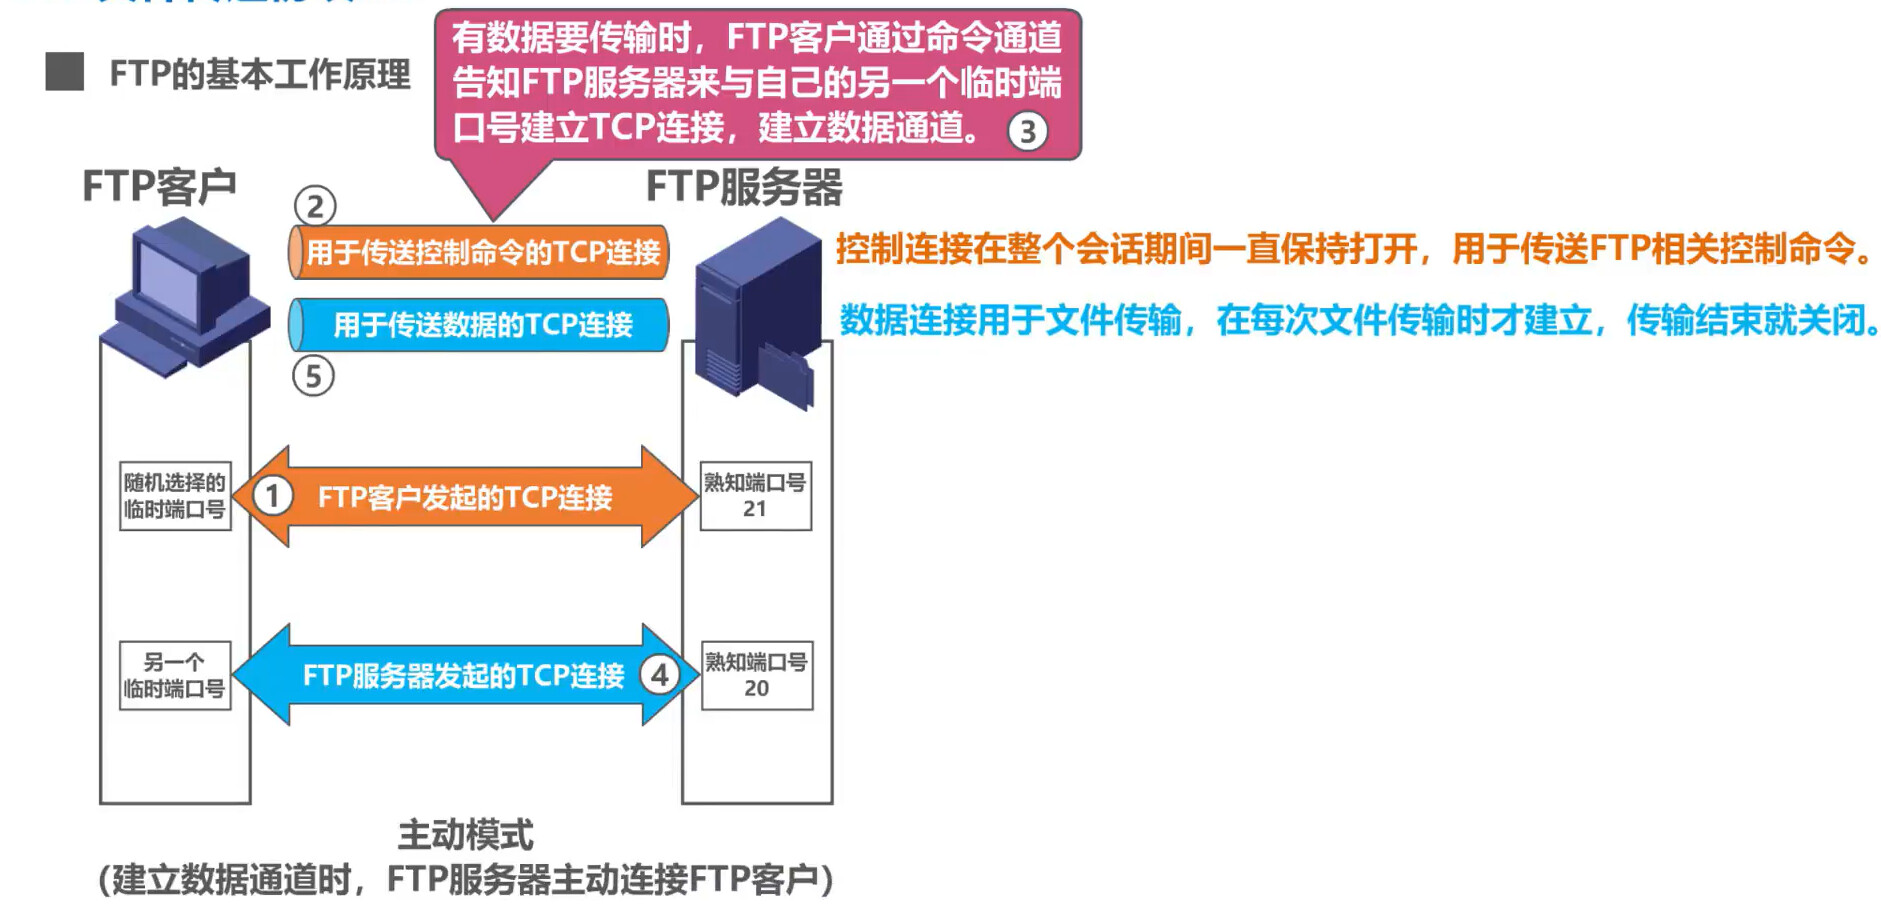 FTP的基本工作原理
有数据要传输时，FTP客户通过命令通道
告知FTP服务器来与自己的另一个临时端
口号建立TCP连接，建立数据通道。 ③
FTP客户
FTP服务器
②
用于传送控制命令的TCP连接
控制连接在整个会话期间一直保持打开，用于传送FTP相关控制命令。
用于传送数据的TCP连接
数据连接用于文件传输，在每次文件传输时才建立，传输结束就关闭。
⑤
随机选择的
临时端口号
① FTP客户发起的TCP连接
熟知端口号
21
另一个
临时端口号
FTP服务器发起的TCP连接 ④
熟知端口号
20
主动模式
(建立数据通道时，FTP服务器主动连接FTP客户)